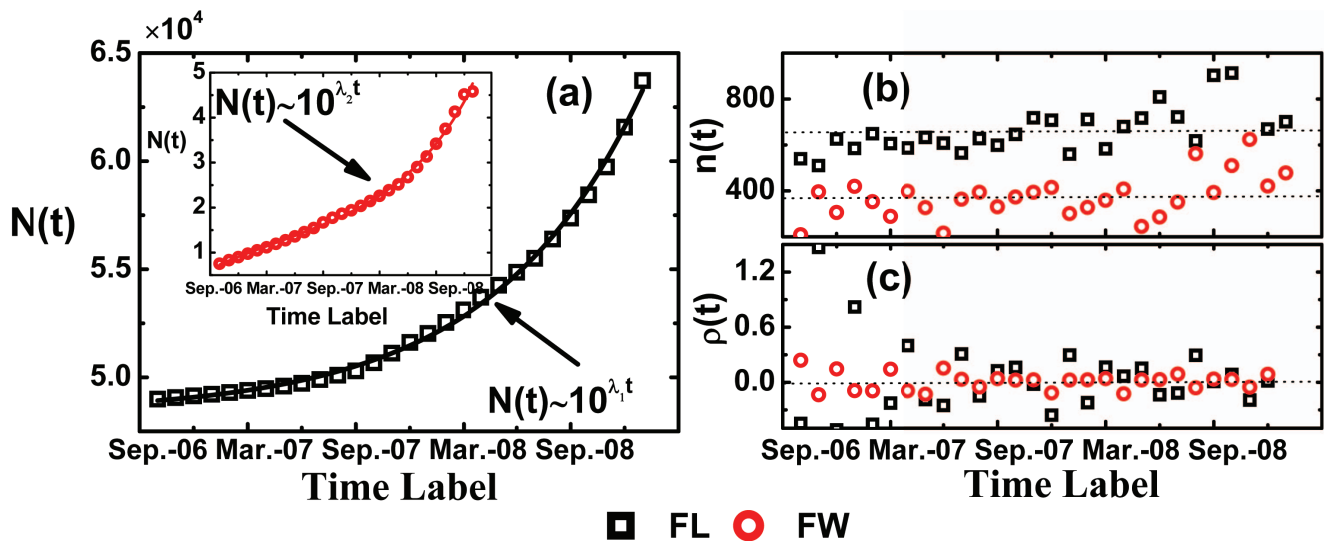 ×10⁴
6.5
6.0
5.5
5.0
N(t)
(a)
N(t)~10^λ₁t
Sep.-06 Mar.-07 Sep.-07 Mar.-08 Sep.-08
Time Label
5
4
3
2
1
N(t)
N(t)~10^λ₂t
Sep.-06 Mar.-07 Sep.-07 Mar.-08 Sep.-08
Time Label
(b)
800
400
n(t)
(c)
1.2
0.6
0.0
ρ(t)
Sep.-06 Mar.-07 Sep.-07 Mar.-08 Sep.-08
Time Label
FL FW